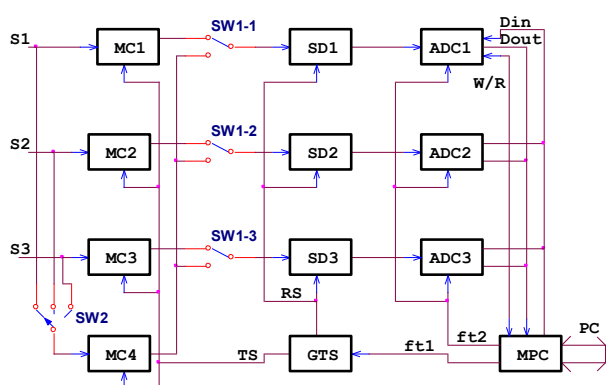 S1 MC1 SW1-1 SD1 ADC1 Din
Dout
W/R
S2 MC2 SW1-2 SD2 ADC2
S3 MC3 SW1-3 SD3 ADC3
RS
SW2
MC4 TS GTS ft1 ft2 MPC PC